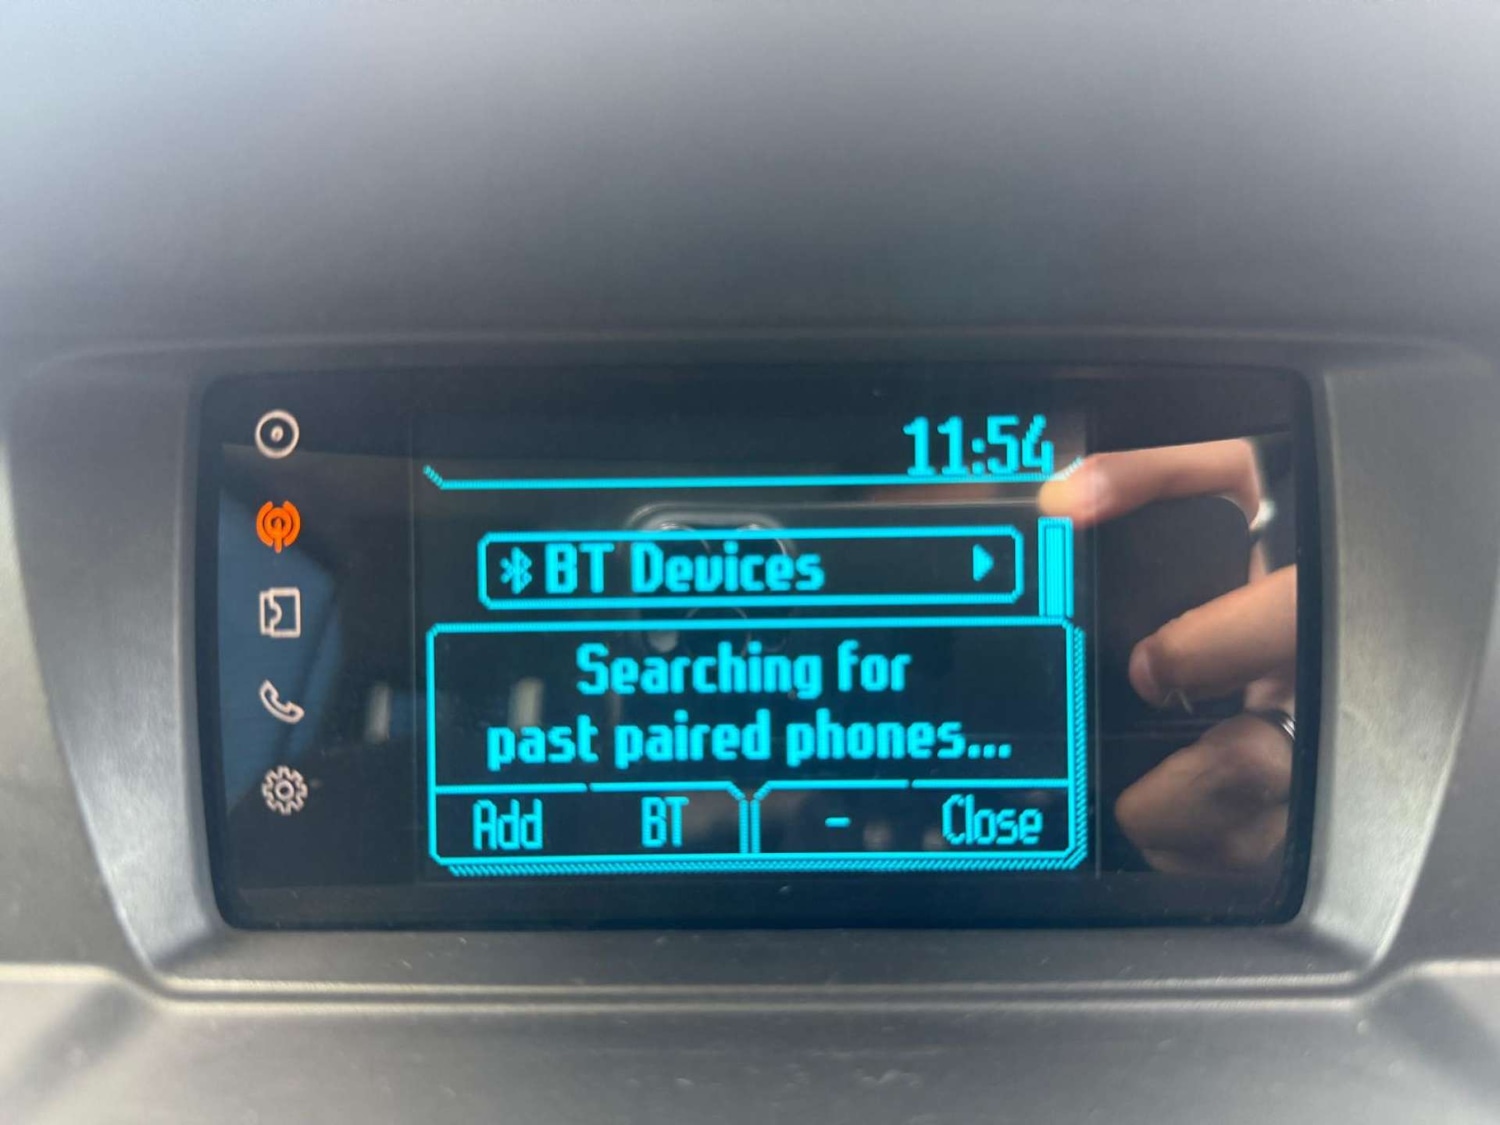 11:54
BT Devices
Searching for
past paired phones...
Add BT - Close